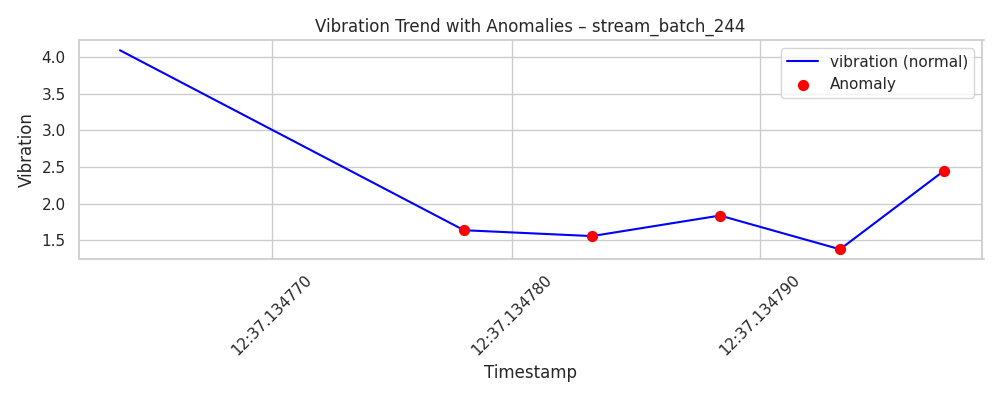 Vibration Trend with Anomalies – stream_batch_244
vibration (normal)
Anomaly
Vibration
4.0
3.5
3.0
2.5
2.0
1.5
12:37.134770
12:37.134780
12:37.134790
Timestamp